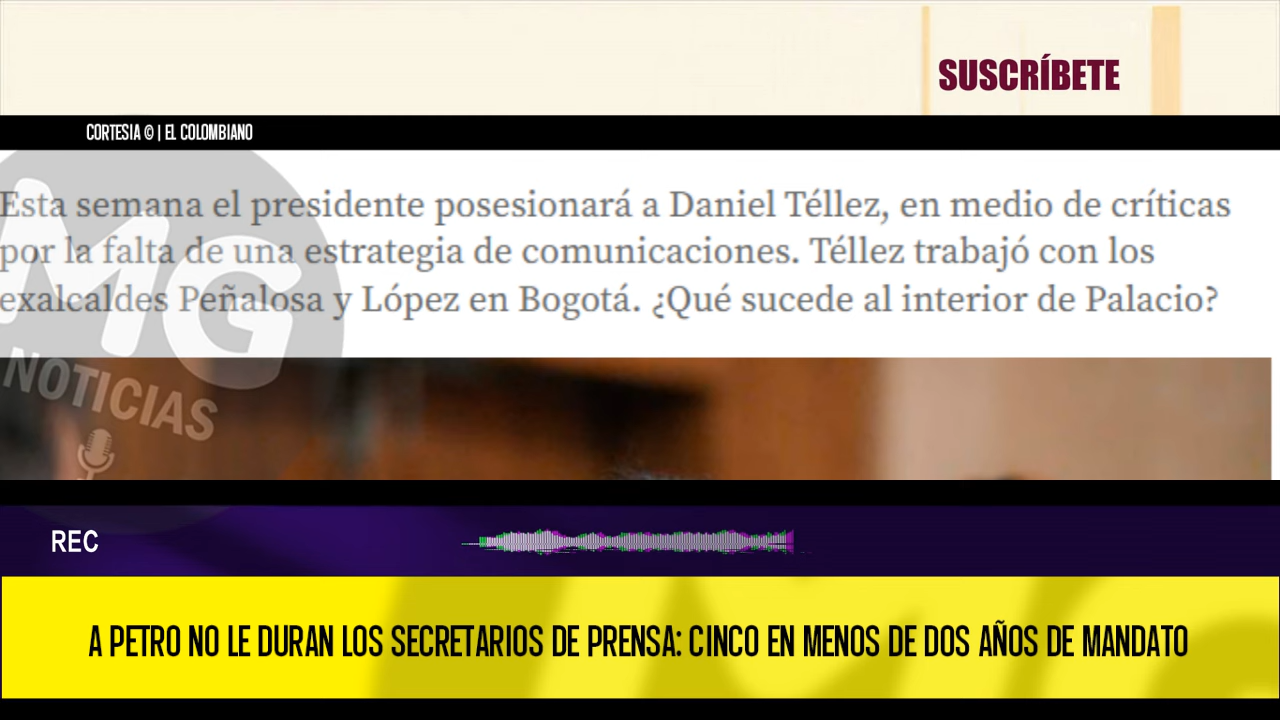 SUSCRÍBETE
CORTESIA © | EL COLOMBIANO
Esta semana el presidente posesionará a Daniel Téllez, en medio de críticas
por la falta de una estrategia de comunicaciones. Téllez trabajó con los
exalcaldes Peñalosa y López en Bogotá. ¿Qué sucede al interior de Palacio?
MG
NOTICIAS
REC
A PETRO NO LE DURAN LOS SECRETARIOS DE PRENSA: CINCO EN MENOS DE DOS AÑOS DE MANDATO